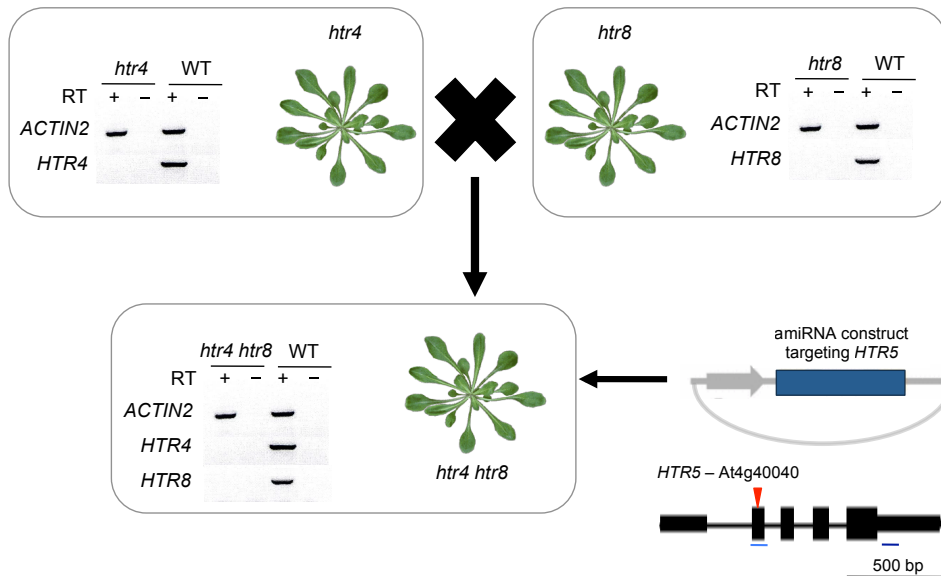 htr4
htr4 WT
RT + – + –
ACTIN2
HTR4
htr8
htr8 WT
RT + – + –
ACTIN2
HTR8
htr4 htr8 WT
RT + – + –
ACTIN2
HTR4
HTR8
htr4 htr8
amiRNA construct
targeting HTR5
HTR5 – At4g40040
500 bp